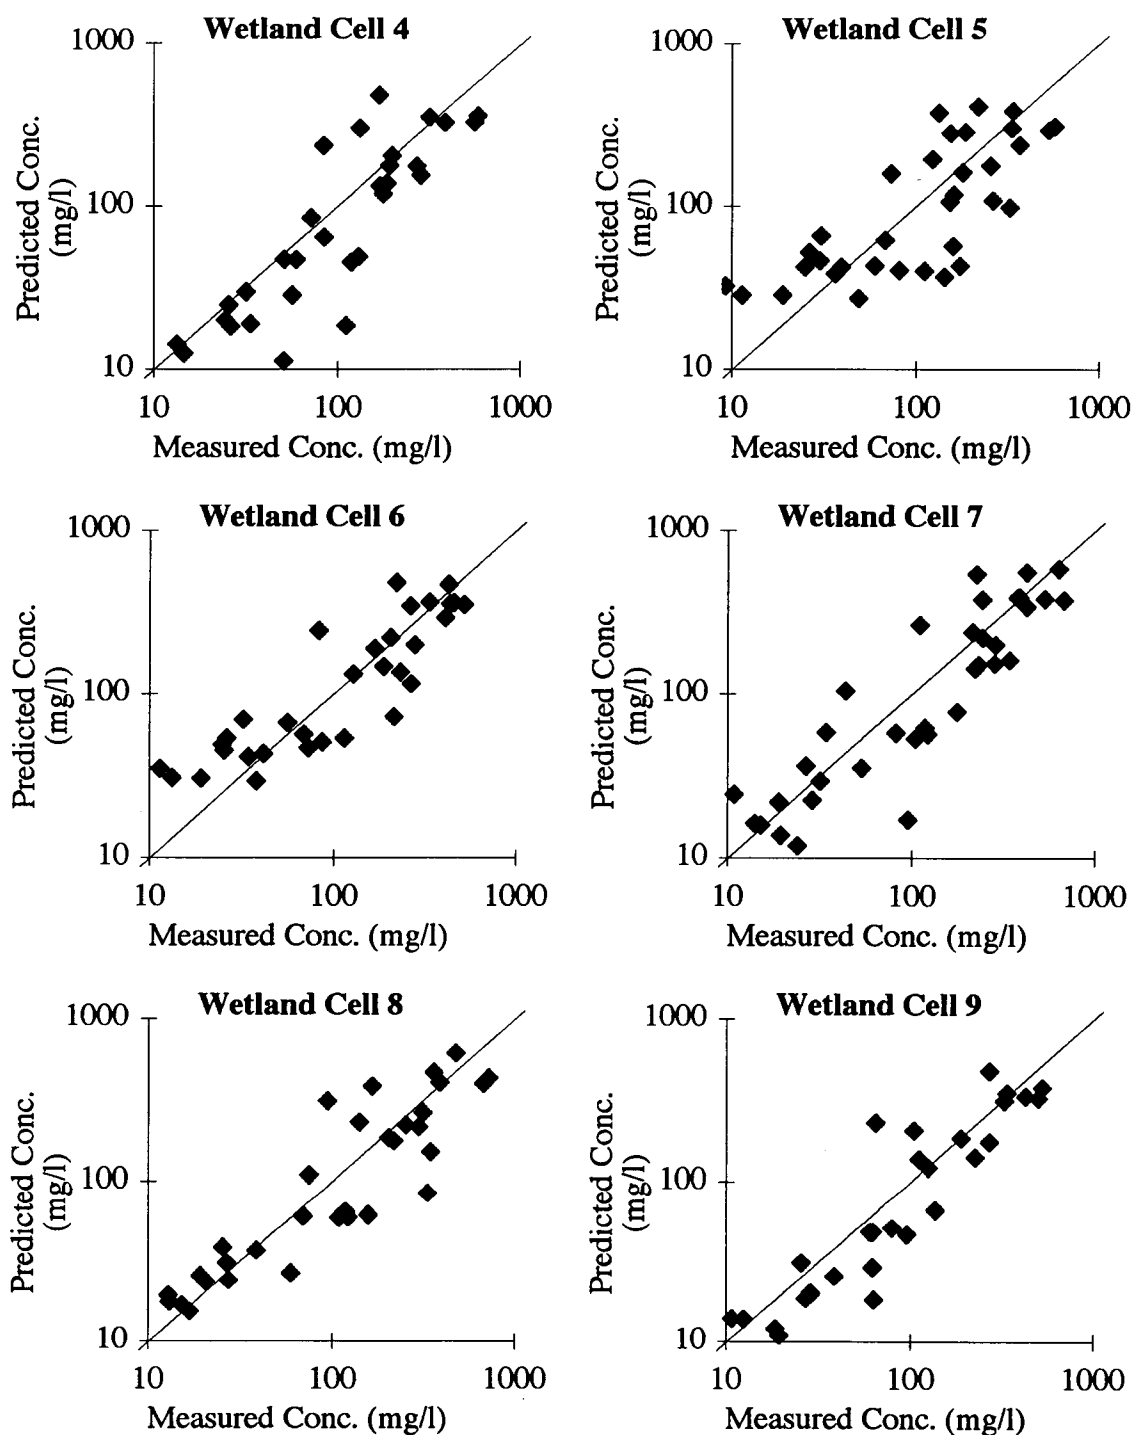 Wetland Cell 4
1000
100
10
Predicted Conc.
(mg/l)
10 100 1000
Measured Conc. (mg/l)
Wetland Cell 5
1000
100
10
Predicted Conc.
(mg/l)
10 100 1000
Measured Conc. (mg/l)
Wetland Cell 6
1000
100
10
Predicted Conc.
(mg/l)
10 100 1000
Measured Conc. (mg/l)
Wetland Cell 7
1000
100
10
Predicted Conc.
(mg/l)
10 100 1000
Measured Conc. (mg/l)
Wetland Cell 8
1000
100
10
Predicted Conc.
(mg/l)
10 100 1000
Measured Conc. (mg/l)
Wetland Cell 9
1000
100
10
Predicted Conc.
(mg/l)
10 100 1000
Measured Conc. (mg/l)